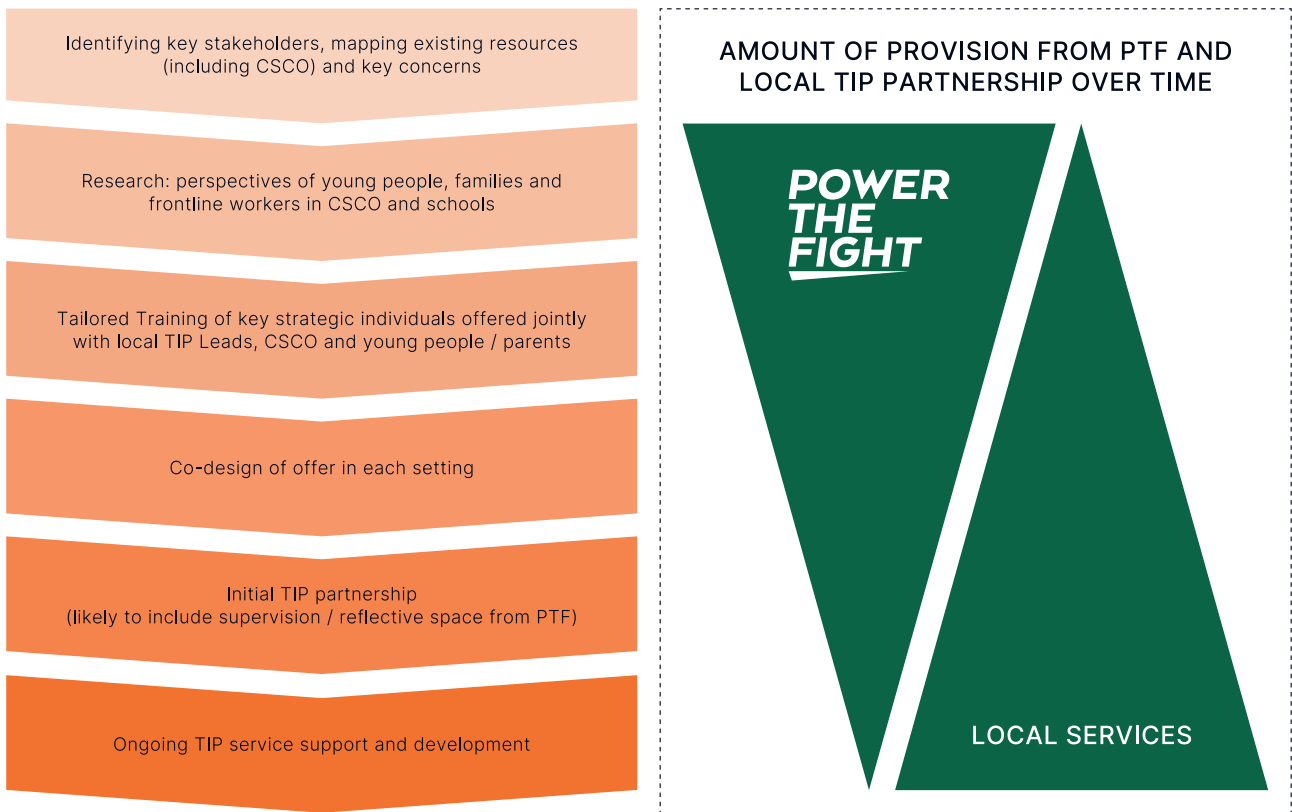 Identifying key stakeholders, mapping existing resources
(including CSCO) and key concerns
Research: perspectives of young people, families and
frontline workers in CSCO and schools
Tailored Training of key strategic individuals offered jointly
with local TIP Leads, CSCO and young people / parents
Co-design of offer in each setting
Initial TIP partnership
(likely to include supervision / reflective space from PTF)
Ongoing TIP service support and development
AMOUNT OF PROVISION FROM PTF AND
LOCAL TIP PARTNERSHIP OVER TIME
POWER
THE
FIGHT
LOCAL SERVICES